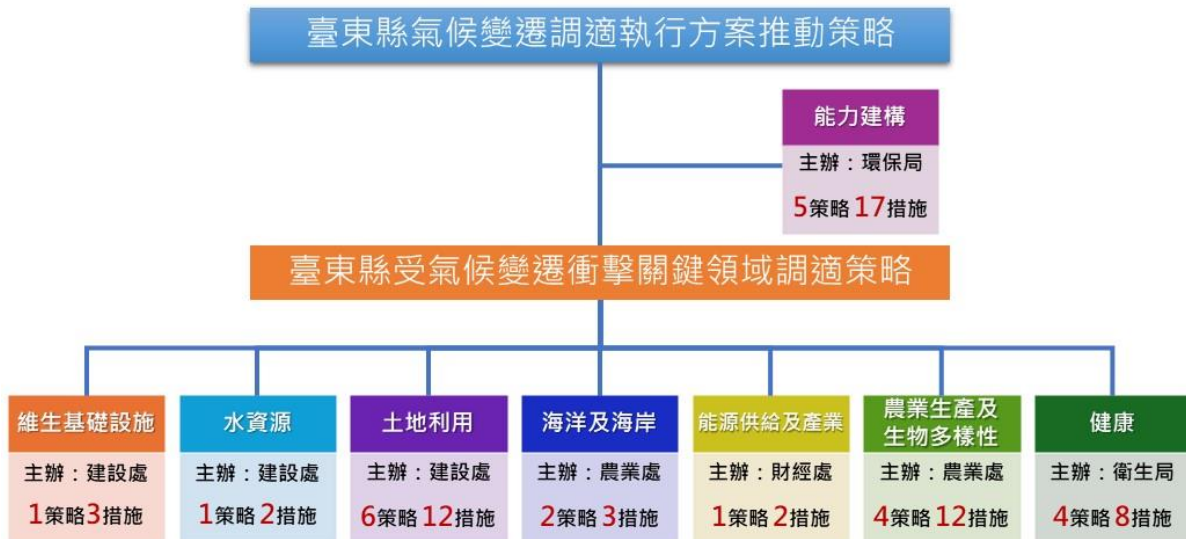 臺東縣氣候變遷調適執行方案推動策略
能力建構
主辦：環保局
5策略 17措施
臺東縣受氣候變遷衝擊關鍵領域調適策略
維生基礎設施
主辦：建設處
1策略3措施
水資源
主辦：建設處
1策略 2措施
土地利用
主辦：建設處
6策略 12措施
海洋及海岸
主辦：農業處
2策略 3措施
能源供給及產業
主辦：財經處
1策略 2措施
農業生產及
生物多樣性
主辦：農業處
4策略 12措施
健康
主辦：衛生局
4策略 8措施